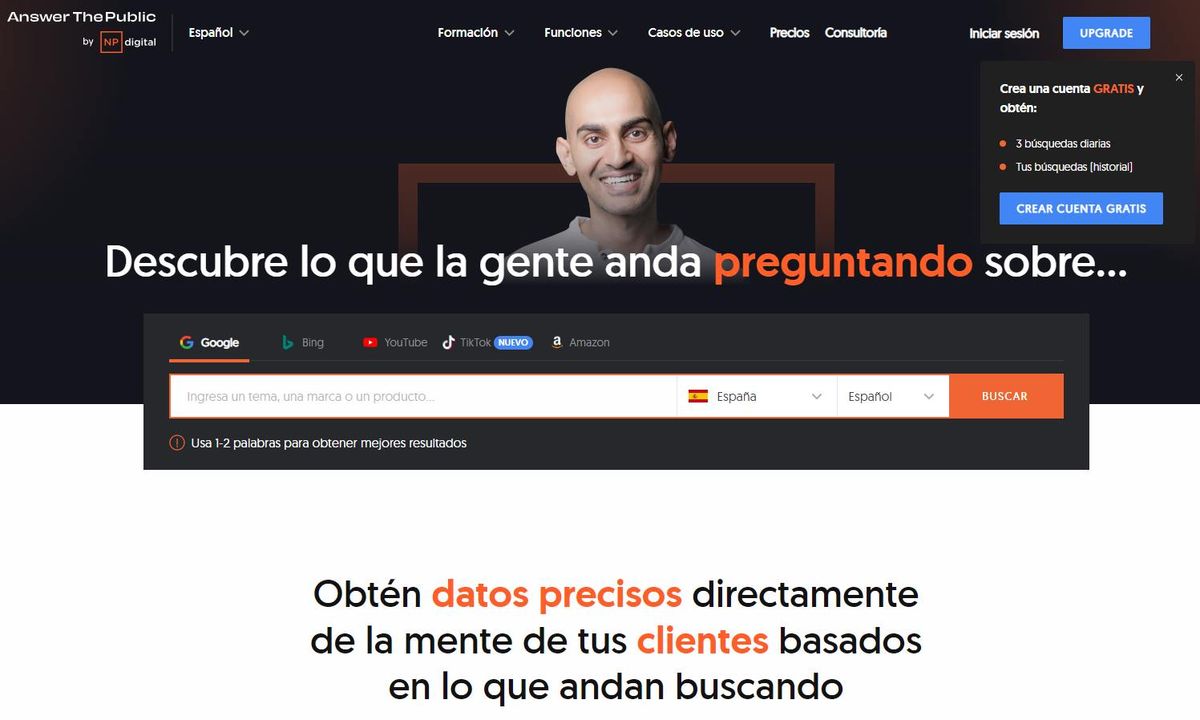 Answer The Public
by NP digital
Español
Formación
Funciones
Casos de uso
Precios
Consultoría
Iniciar sesión
UPGRADE
Crea una cuenta GRATIS y
obtén:
3 búsquedas diarias
Tus búsquedas (historial)
CREAR CUENTA GRATIS
Descubre lo que la gente anda preguntando sobre...
Google
Bing
YouTube
TikTok NUEVO
Amazon
Ingresa un tema, una marca o un producto...
España
Español
BUSCAR
Usa 1-2 palabras para obtener mejores resultados
Obtén datos precisos directamente
de la mente de tus clientes basados
en lo que andan buscando